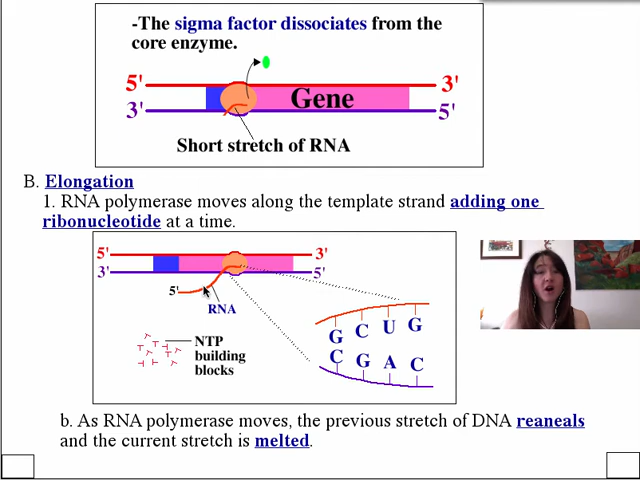 -The sigma factor dissociates from the
core enzyme.
5' 3'
Gene
3' 5'
Short stretch of RNA
B. Elongation
1. RNA polymerase moves along the template strand adding one
ribonucleotide at a time.
5' 3'
3' 5'
5'
RNA
NTP
building
blocks
G C U G
C G A C
b. As RNA polymerase moves, the previous stretch of DNA reaneals
and the current stretch is melted.